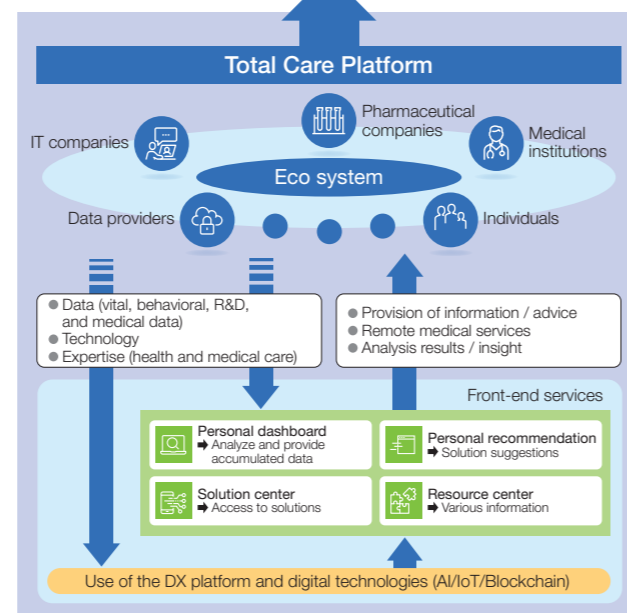 Total Care Platform
IT companies
Pharmaceutical
companies
Medical
institutions
Eco system
Data providers
Individuals
● Data (vital, behavioral, R&D,
and medical data)
● Technology
● Expertise (health and medical care)
● Provision of information / advice
● Remote medical services
● Analysis results / insight
Front-end services
Personal dashboard
➡ Analyze and provide
accumulated data
Personal recommendation
➡ Solution suggestions
Solution center
➡ Access to solutions
Resource center
➡ Various information
Use of the DX platform and digital technologies (AI/IoT/Blockchain)